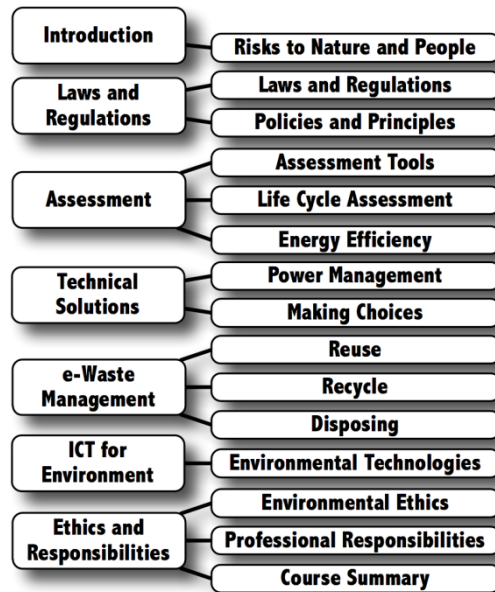 Introduction
Risks to Nature and People
Laws and
Regulations
Laws and Regulations
Policies and Principles
Assessment
Assessment Tools
Life Cycle Assessment
Energy Efficiency
Technical
Solutions
Power Management
Making Choices
e-Waste
Management
Reuse
Recycle
Disposing
ICT for
Environment
Environmental Technologies
Ethics and
Responsibilities
Environmental Ethics
Professional Responsibilities
Course Summary